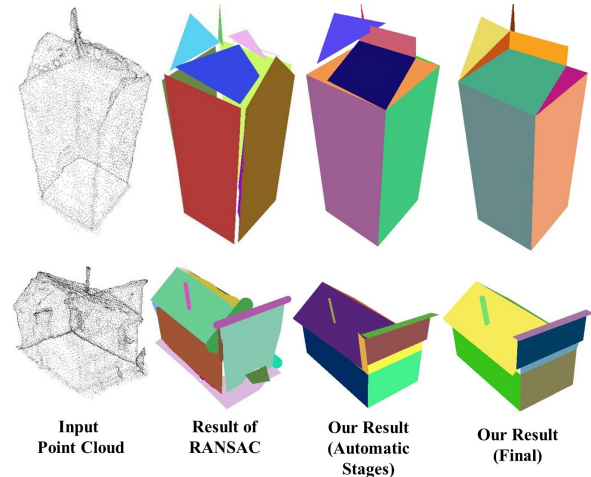 Input
Point Cloud
Result of
RANSAC
Our Result
(Automatic
Stages)
Our Result
(Final)